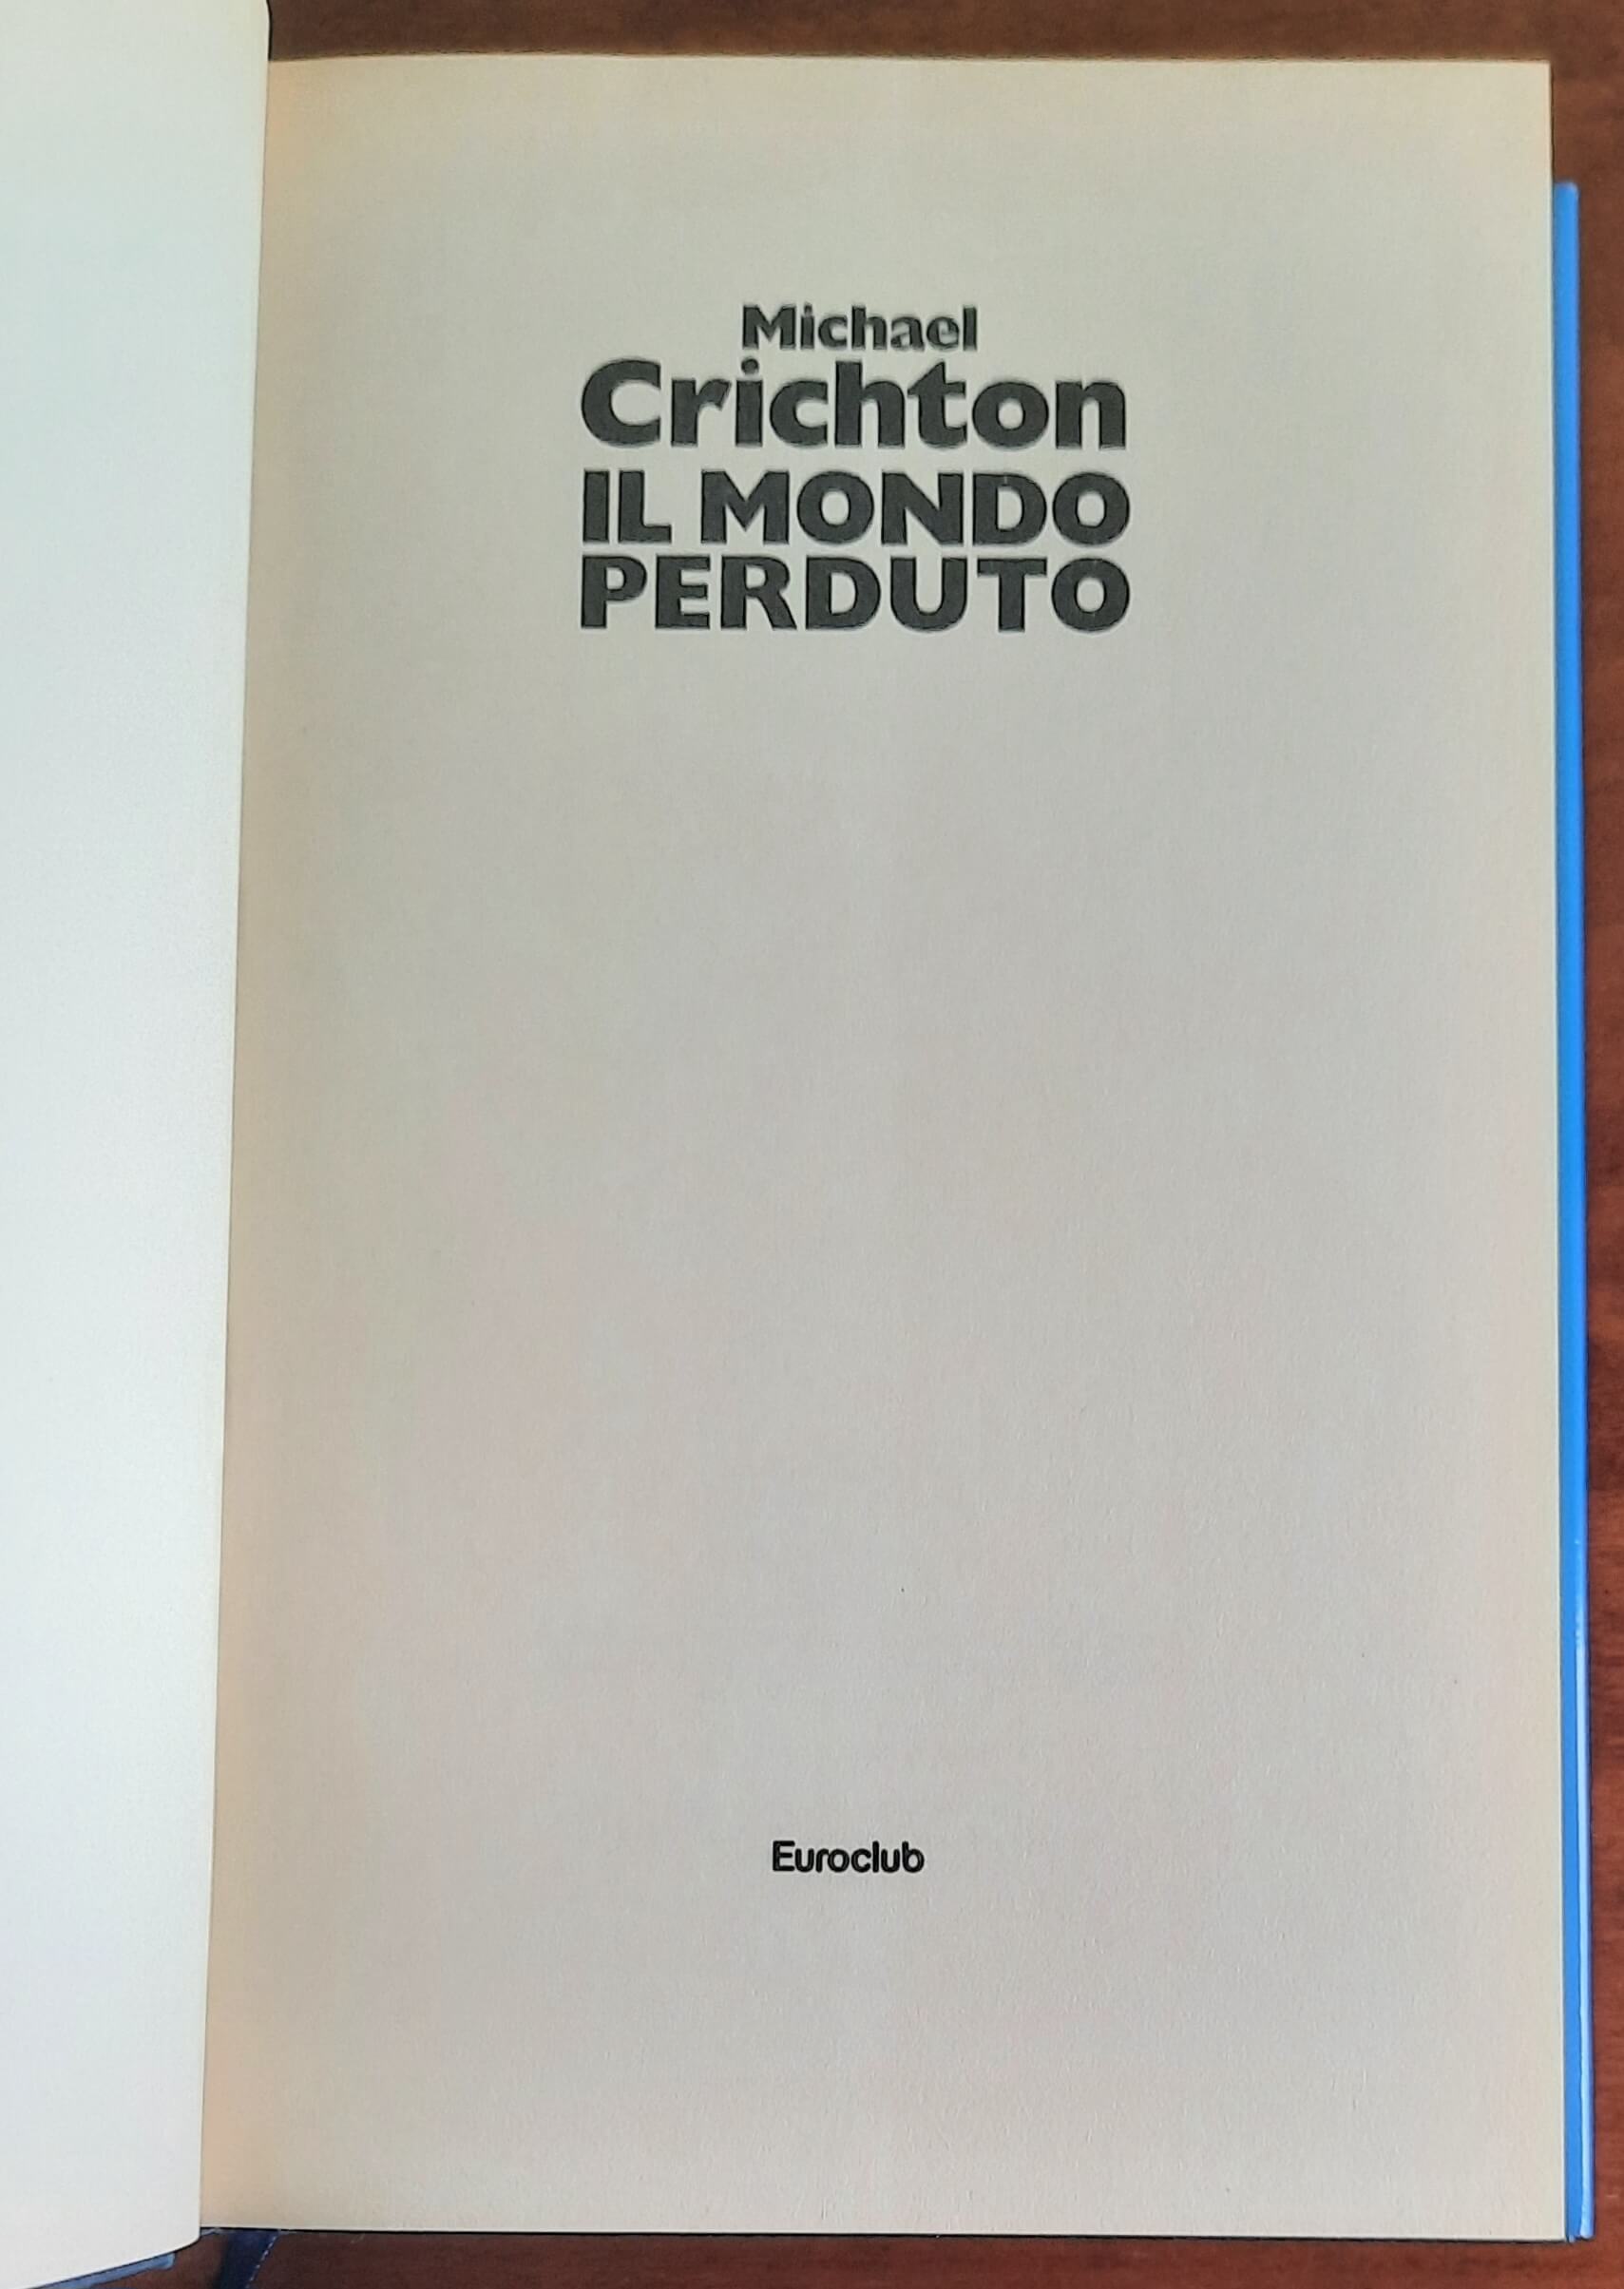 Michael
Crichton
IL MONDO
PERDUTO
Euroclub